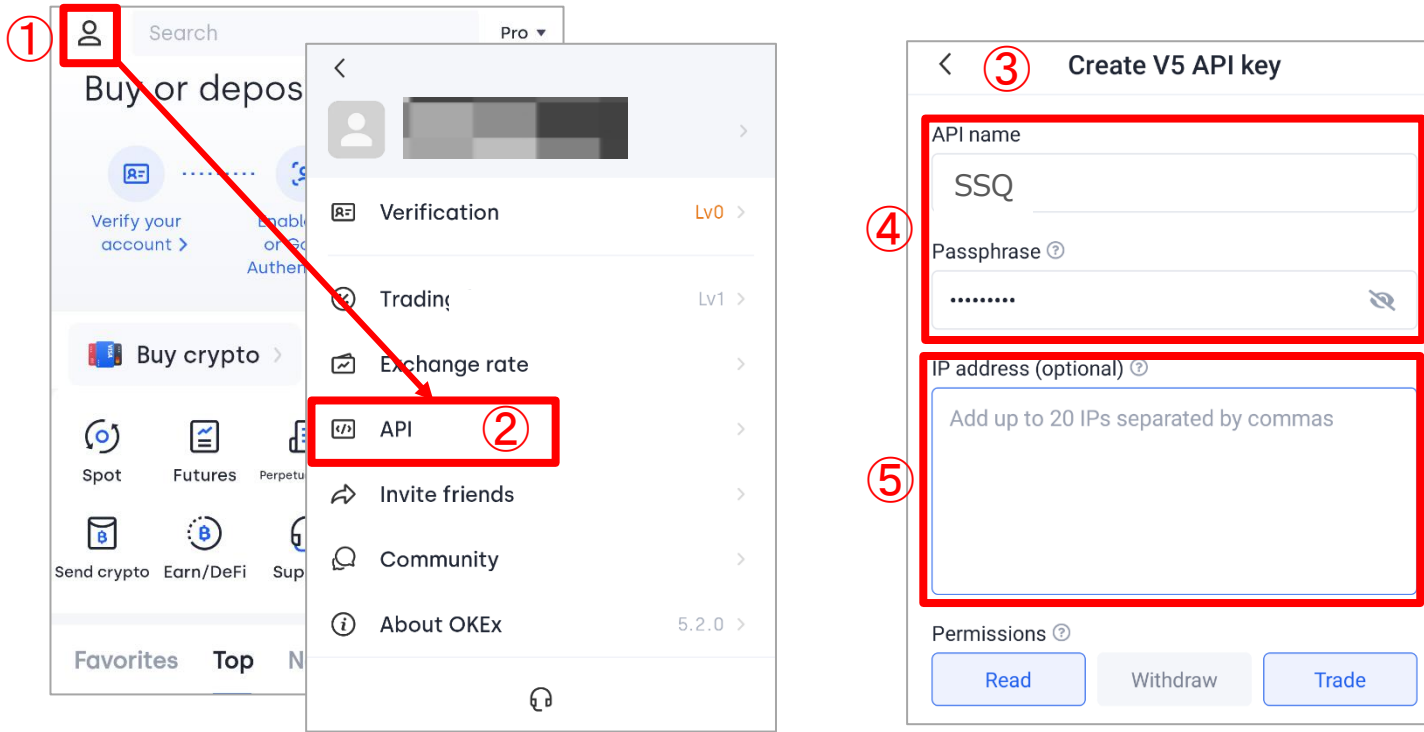 ①
Search
Pro
Buy or depos
Verify your
account >
or
Authen
Buy crypto
Spot
Futures
Send crypto
Earn/DeFi
Sup
Favorites
Top
N
Verification
Lv0
Trading
Lv1
Exchange rate
API
②
Invite friends
Community
About OKEx
5.2.0
③
Create V5 API key
④
API name
SSQ
Passphrase
•••••••••
⑤
IP address (optional)
Add up to 20 IPs separated by commas
Permissions
Read
Withdraw
Trade